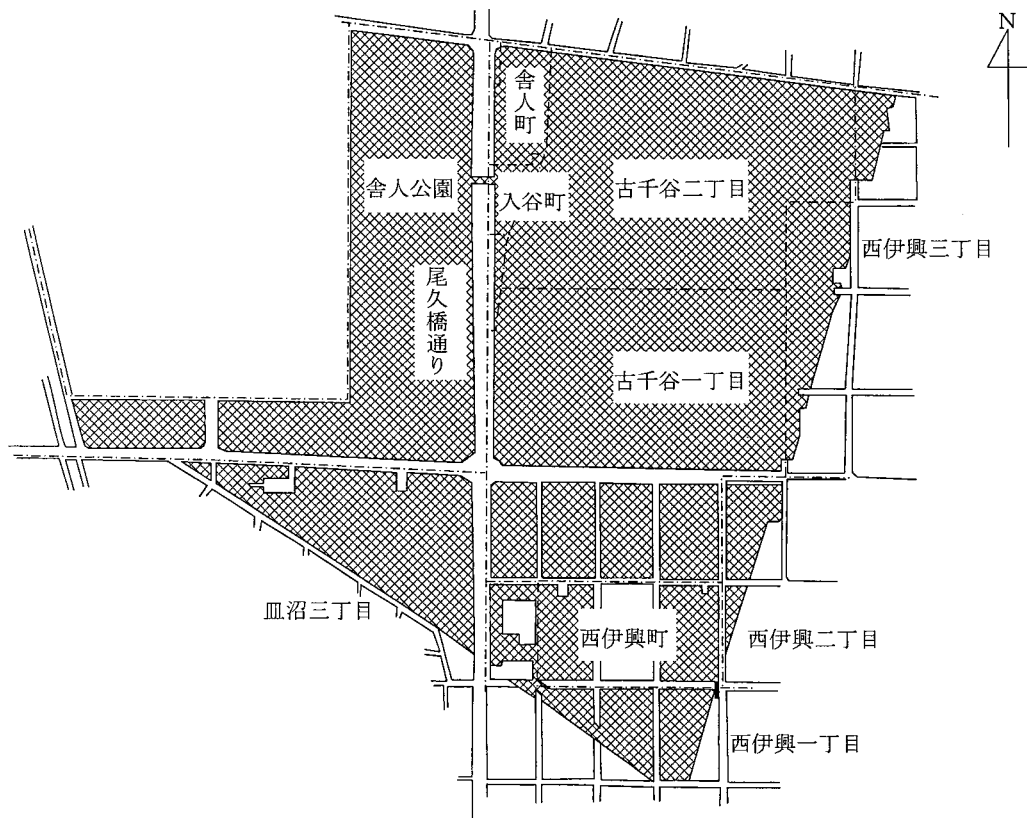 N
舎人町
舎人公園
入谷町
古千谷二丁目
西伊興三丁目
尾久橋通り
古千谷一丁目
皿沼三丁目
西伊興町
西伊興二丁目
西伊興一丁目